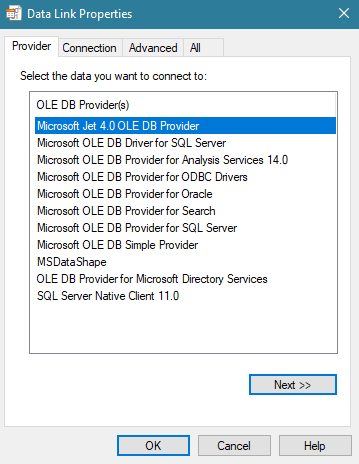 Data Link Properties
Provider Connection Advanced All
Select the data you want to connect to:
OLE DB Provider(s)
Microsoft Jet 4.0 OLE DB Provider
Microsoft OLE DB Driver for SQL Server
Microsoft OLE DB Provider for Analysis Services 14.0
Microsoft OLE DB Provider for ODBC Drivers
Microsoft OLE DB Provider for Oracle
Microsoft OLE DB Provider for Search
Microsoft OLE DB Provider for SQL Server
Microsoft OLE DB Simple Provider
MSDataShape
OLE DB Provider for Microsoft Directory Services
SQL Server Native Client 11.0
Next >>
OK Cancel Help